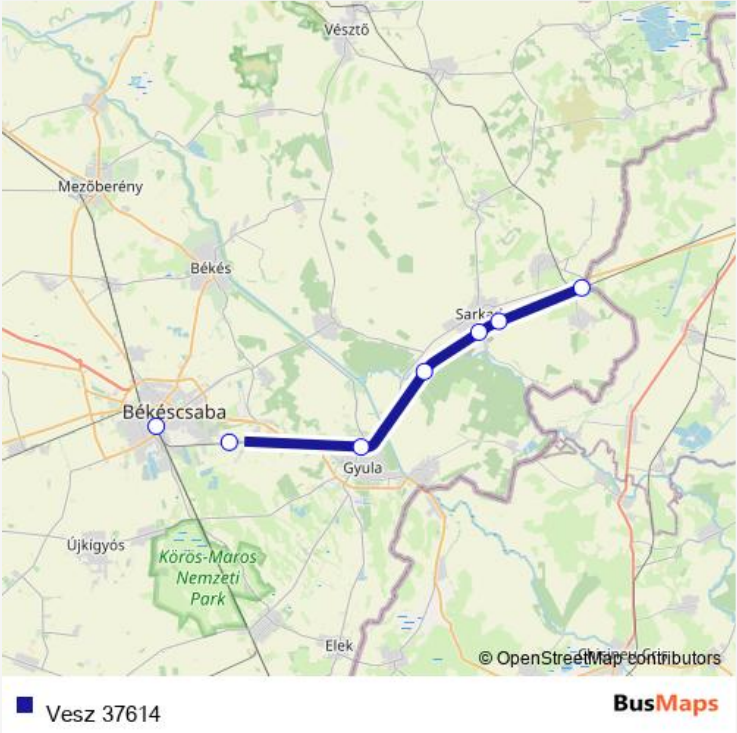 Vésztő
Mezőberény
Békés
Sarkad
Békéscsaba
Gyula
Újkígyós
Körös-Maros
Nemzeti
Park
Elek
© OpenStreetMap contributors
Vesz 37614
BusMaps